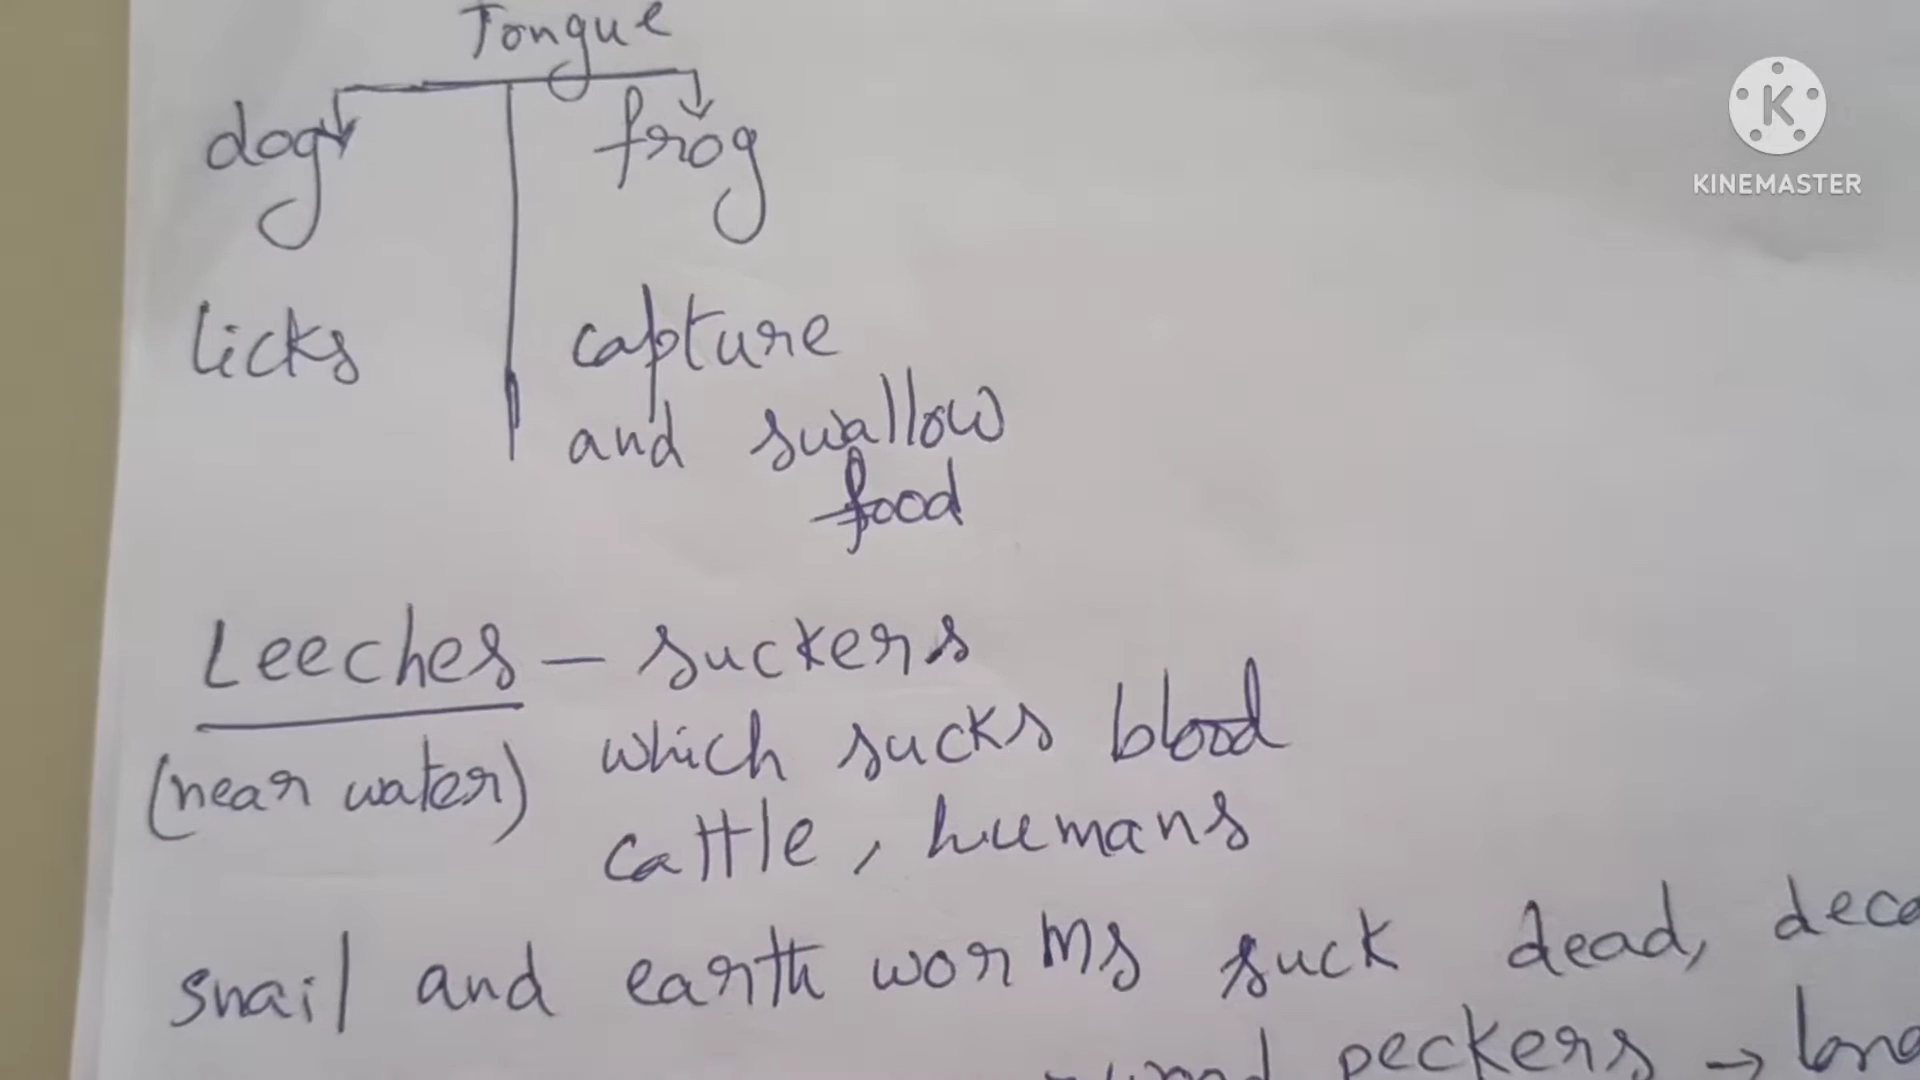 Tongue
dog frog
licks capture
and swallow
food
Leeches - suckers
(near water) which sucks blood
cattle, humans
snail and earth worms suck dead,
peckers →
K
KINEMASTER